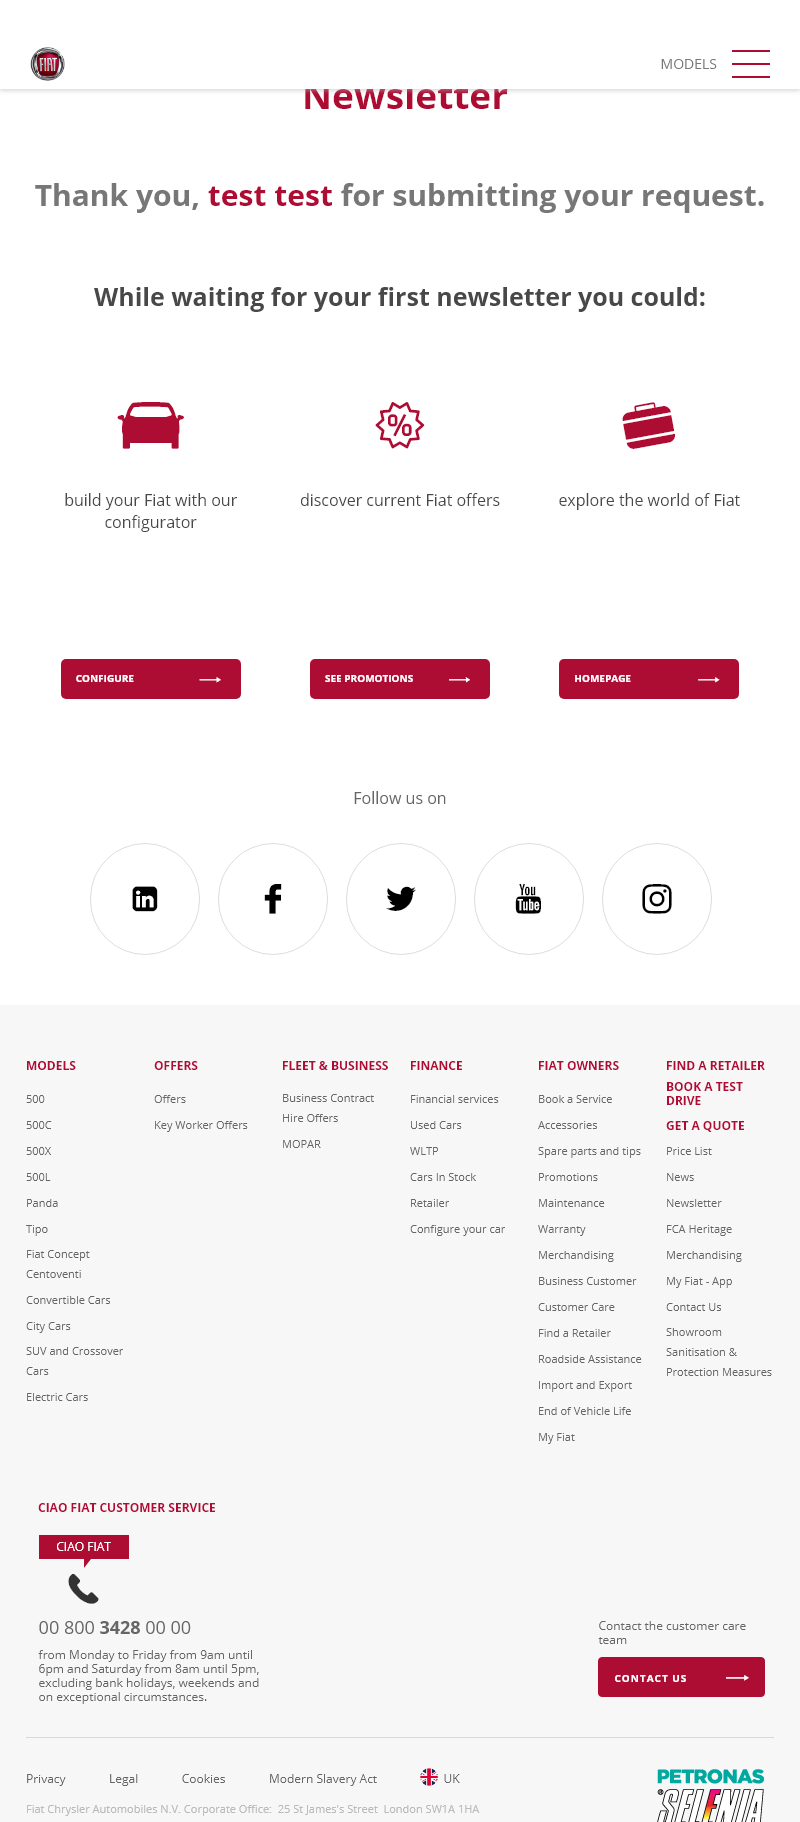 FIAT
MODELS
Newsletter
Thank you, test test for submitting your request.
While waiting for your first newsletter you could:
%
build your Fiat with our
configurator
discover current Fiat offers
explore the world of Fiat
CONFIGURE
SEE PROMOTIONS
HOMEPAGE
Follow us on
in
f
You
Tube
MODELS
500
500C
500X
500L
Panda
Tipo
Fiat Concept
Centoventi
Convertible Cars
City Cars
SUV and Crossover
Cars
Electric Cars
OFFERS
Offers
Key Worker Offers
FLEET & BUSINESS
Business Contract
Hire Offers
MOPAR
FINANCE
Financial services
Used Cars
WLTP
Cars In Stock
Retailer
Configure your car
FIAT OWNERS
Book a Service
Accessories
Spare parts and tips
Promotions
Maintenance
Warranty
Merchandising
Business Customer
Customer Care
Find a Retailer
Roadside Assistance
Import and Export
End of Vehicle Life
My Fiat
FIND A RETAILER
BOOK A TEST
DRIVE
GET A QUOTE
Price List
News
Newsletter
FCA Heritage
Merchandising
My Fiat - App
Contact Us
Showroom
Sanitisation &
Protection Measures
CIAO FIAT CUSTOMER SERVICE
CIAO FIAT
00 800 3428 00 00
from Monday to Friday from 9am until
6pm and Saturday from 8am until 5pm,
excluding bank holidays, weekends and
on exceptional circumstances.
Contact the customer care
team
CONTACT US
Privacy
Legal
Cookies
Modern Slavery Act
UK
Fiat Chrysler Automobiles N.V. Corporate Office: 25 St James's Street London SW1A 1HA
PETRONAS
SELENIA